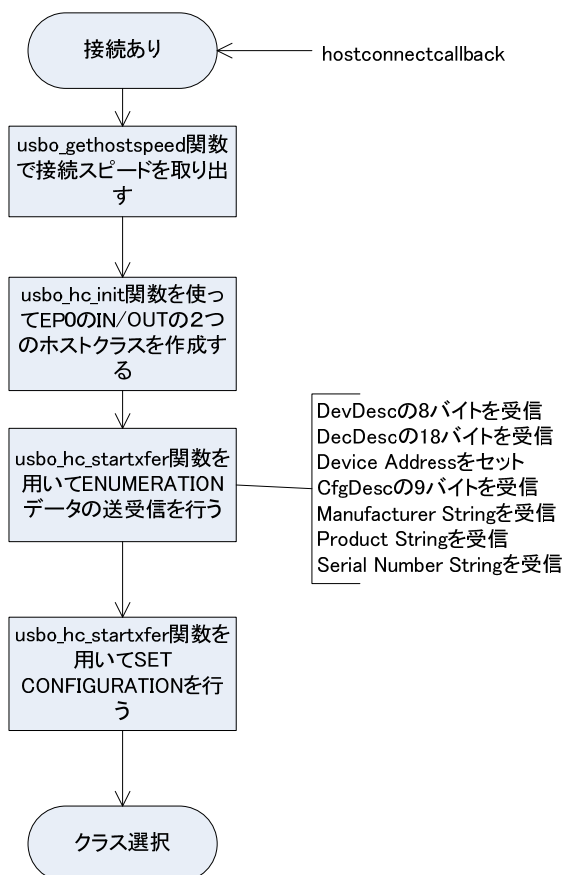 接続あり
hostconnectcallback
usbo_gethostspeed関数
で接続スピードを取り出
す
usbo_hc_init関数を使っ
てEP0のIN/OUTの２つ
のホストクラスを作成す
る
usbo_hc_startxfer関数を
用いてENUMERATION
データの送受信を行う
DevDescの8バイトを受信
DecDescの18バイトを受信
Device Addressをセット
CfgDescの9バイトを受信
Manufacturer Stringを受信
Product Stringを受信
Serial Number Stringを受信
usbo_hc_startxfer関数を
用いてSET
CONFIGURATIONを行
う
クラス選択